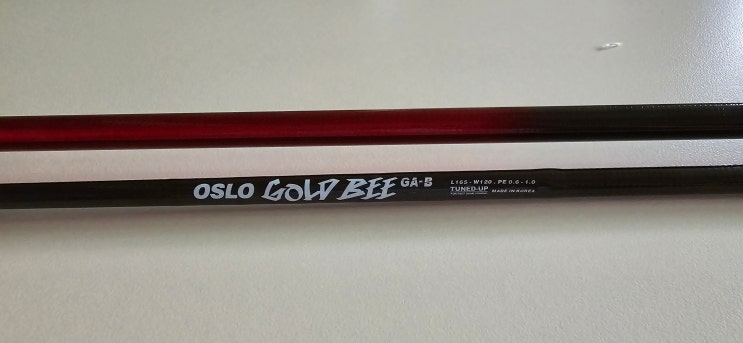 OSLO GOLD BEE GA-B
L165 - W120 . PE 0.6 - 1.0
TUNED-UP MADE IN KOREA